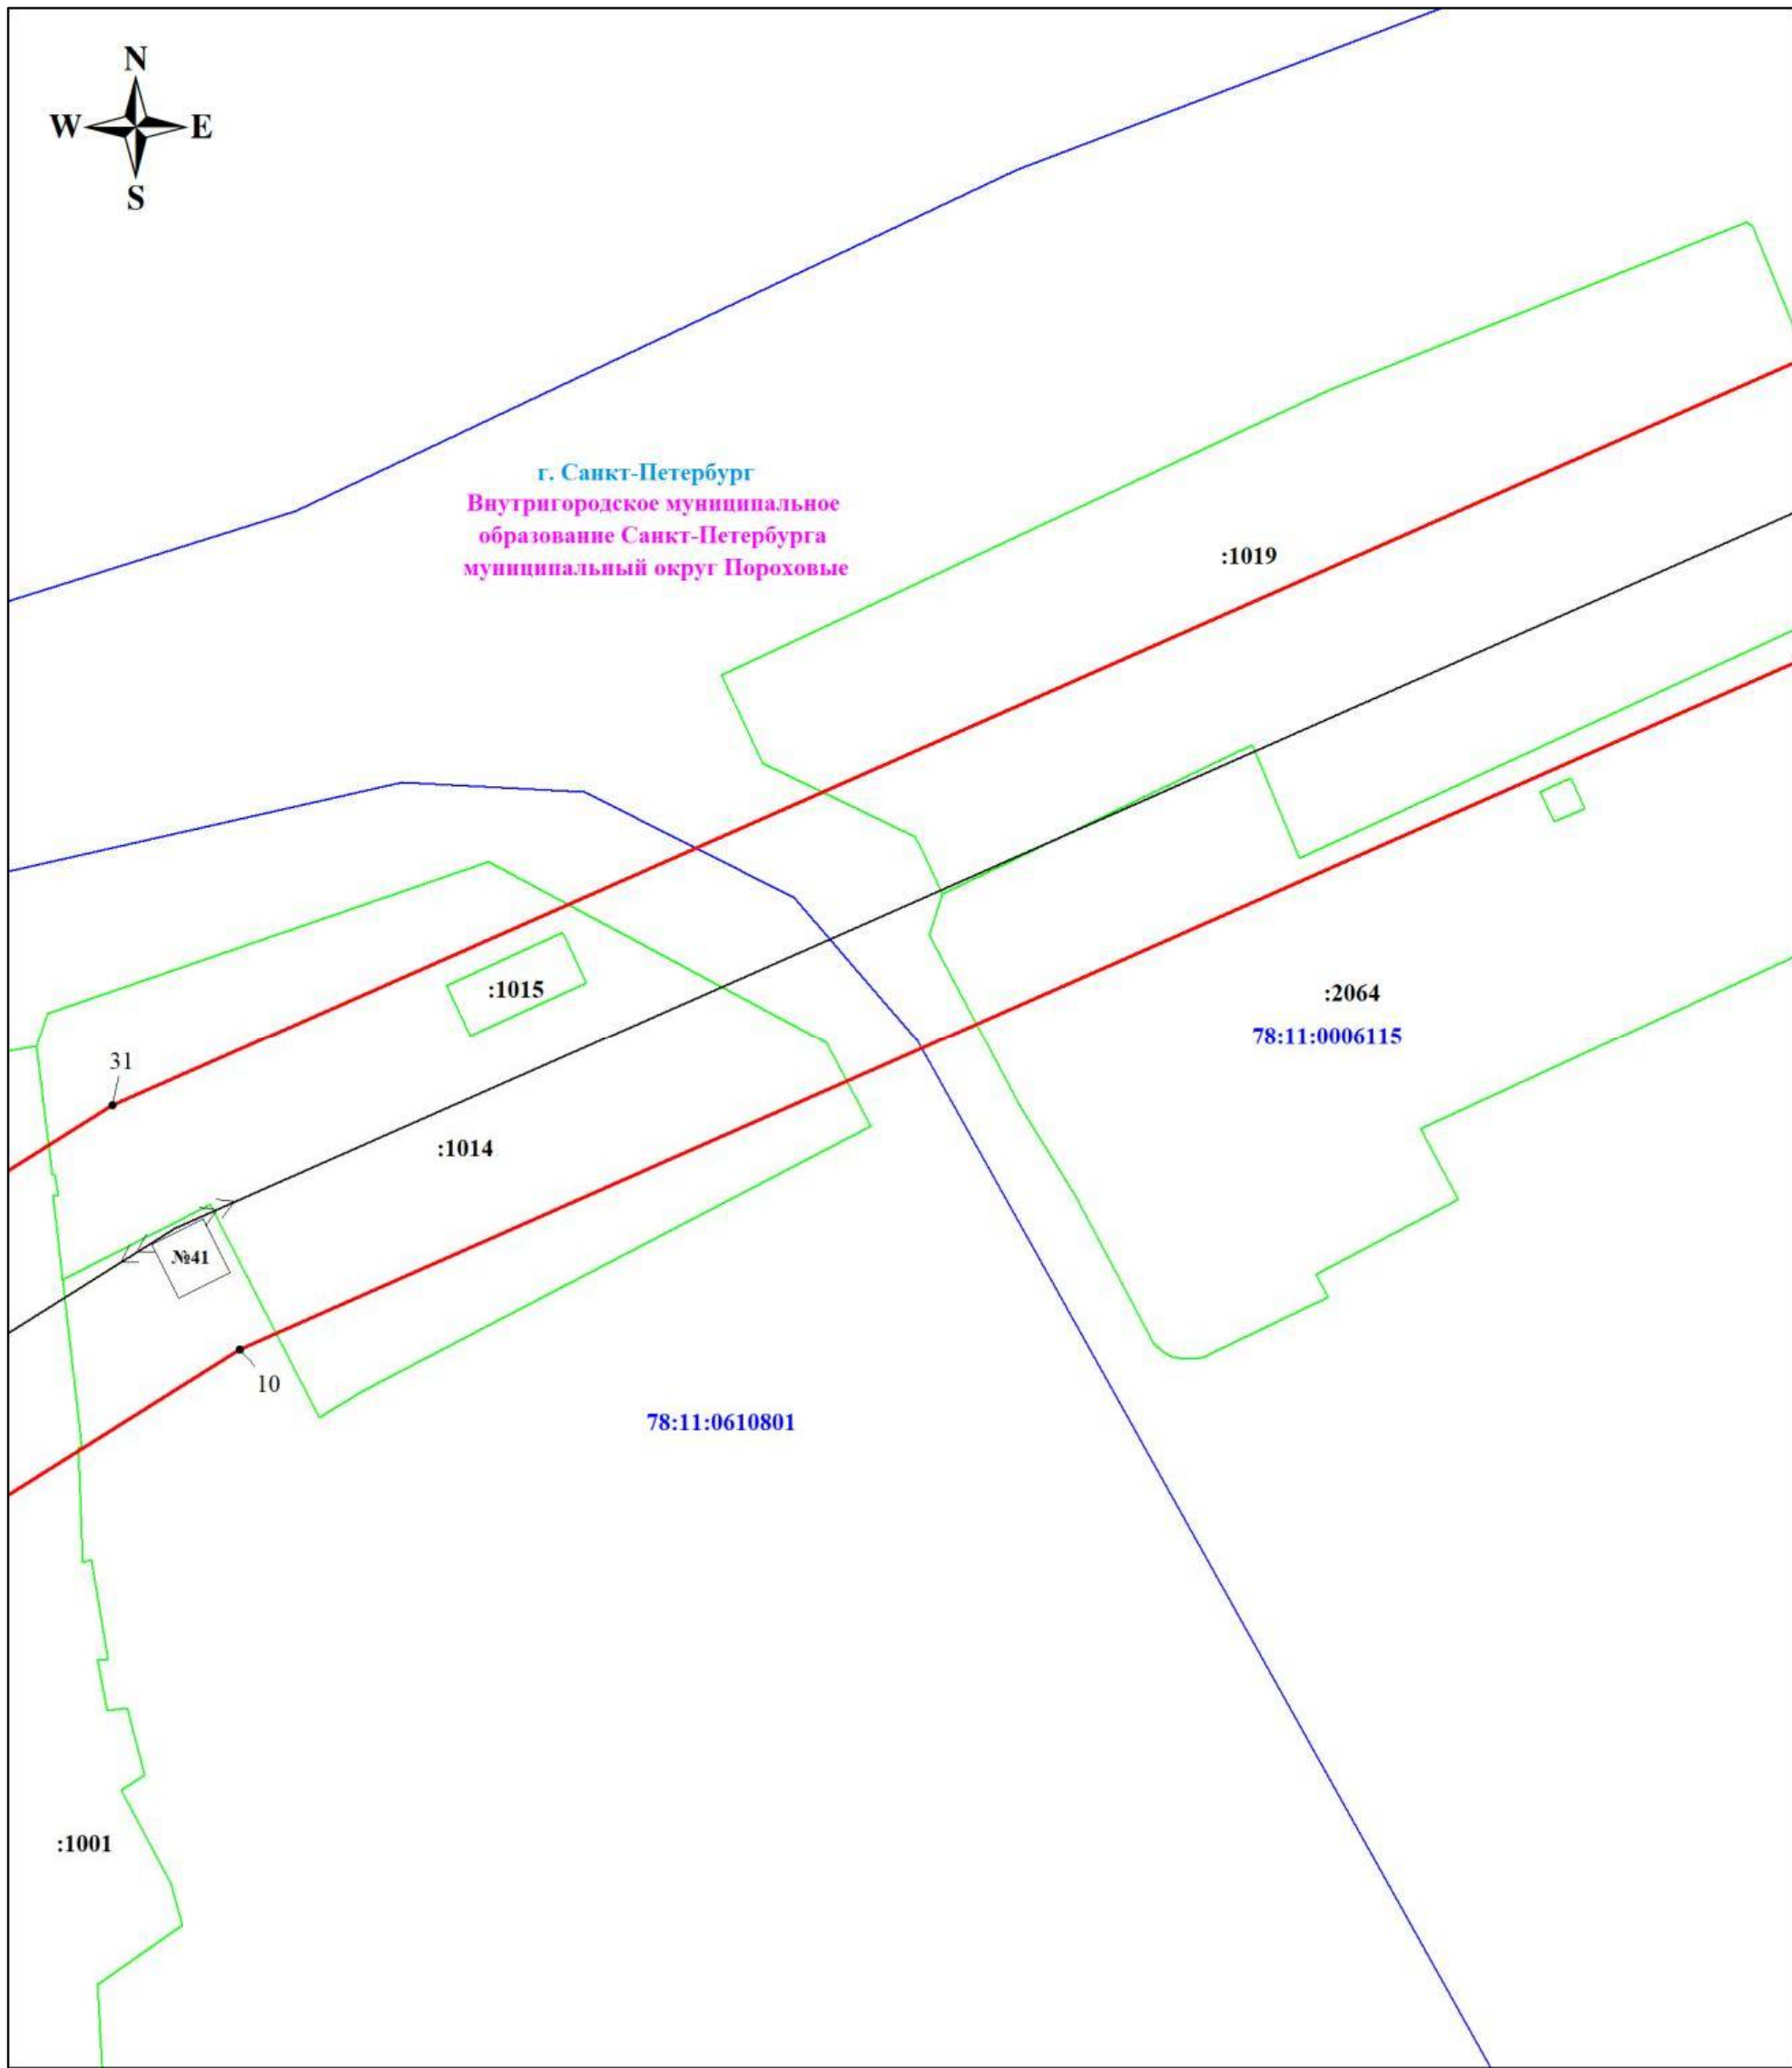 N
W E
S
г. Санкт-Петербург
Внутригородское муниципальное
образование Санкт-Петербурга
муниципальный округ Пороховые
:1019
:1015
:2064
78:11:0006115
31
:1014
№41
10
78:11:0610801
:1001